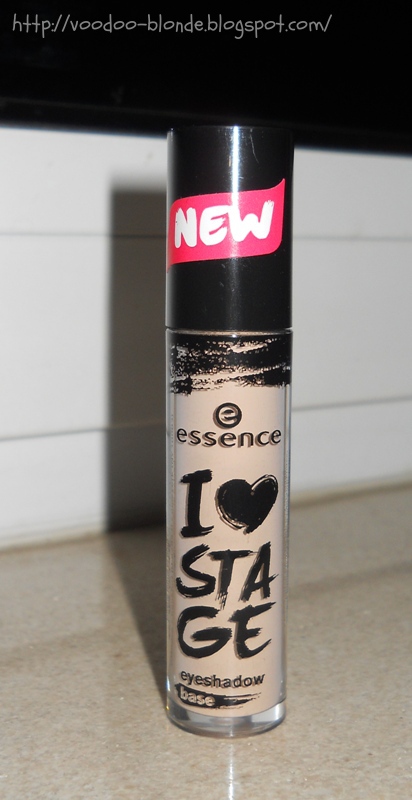 http://voodoo-blonde.blogspot.com/
NEW
e
essence
I ♥
STA
GE
eyeshadow
base